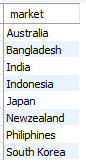 market
Australia
Bangladesh
India
Indonesia
Japan
Newzealand
Philiphines
South Korea